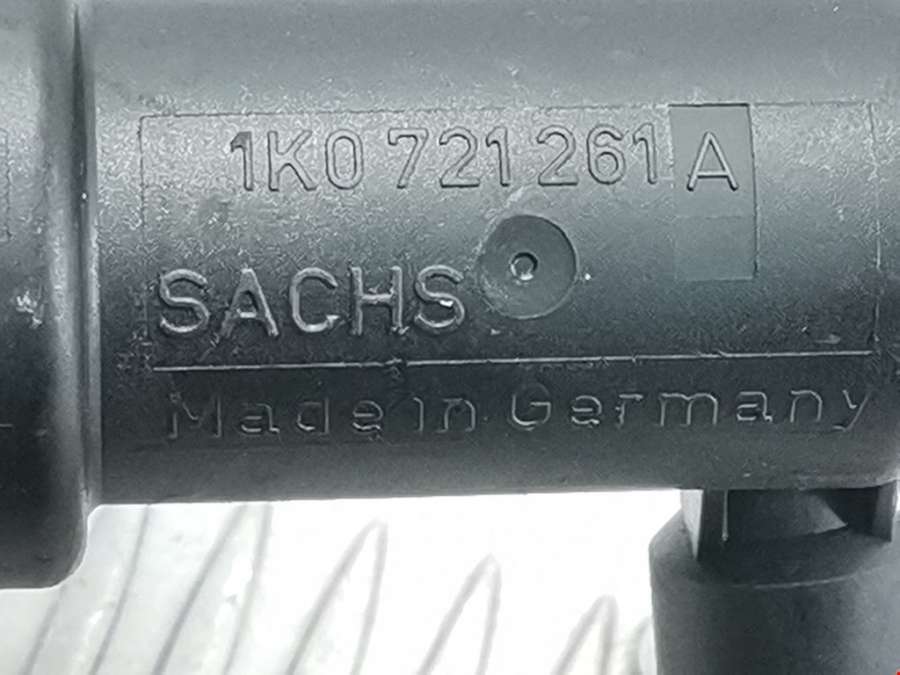 1K0 721 261 A
SACHS
Made in Germany